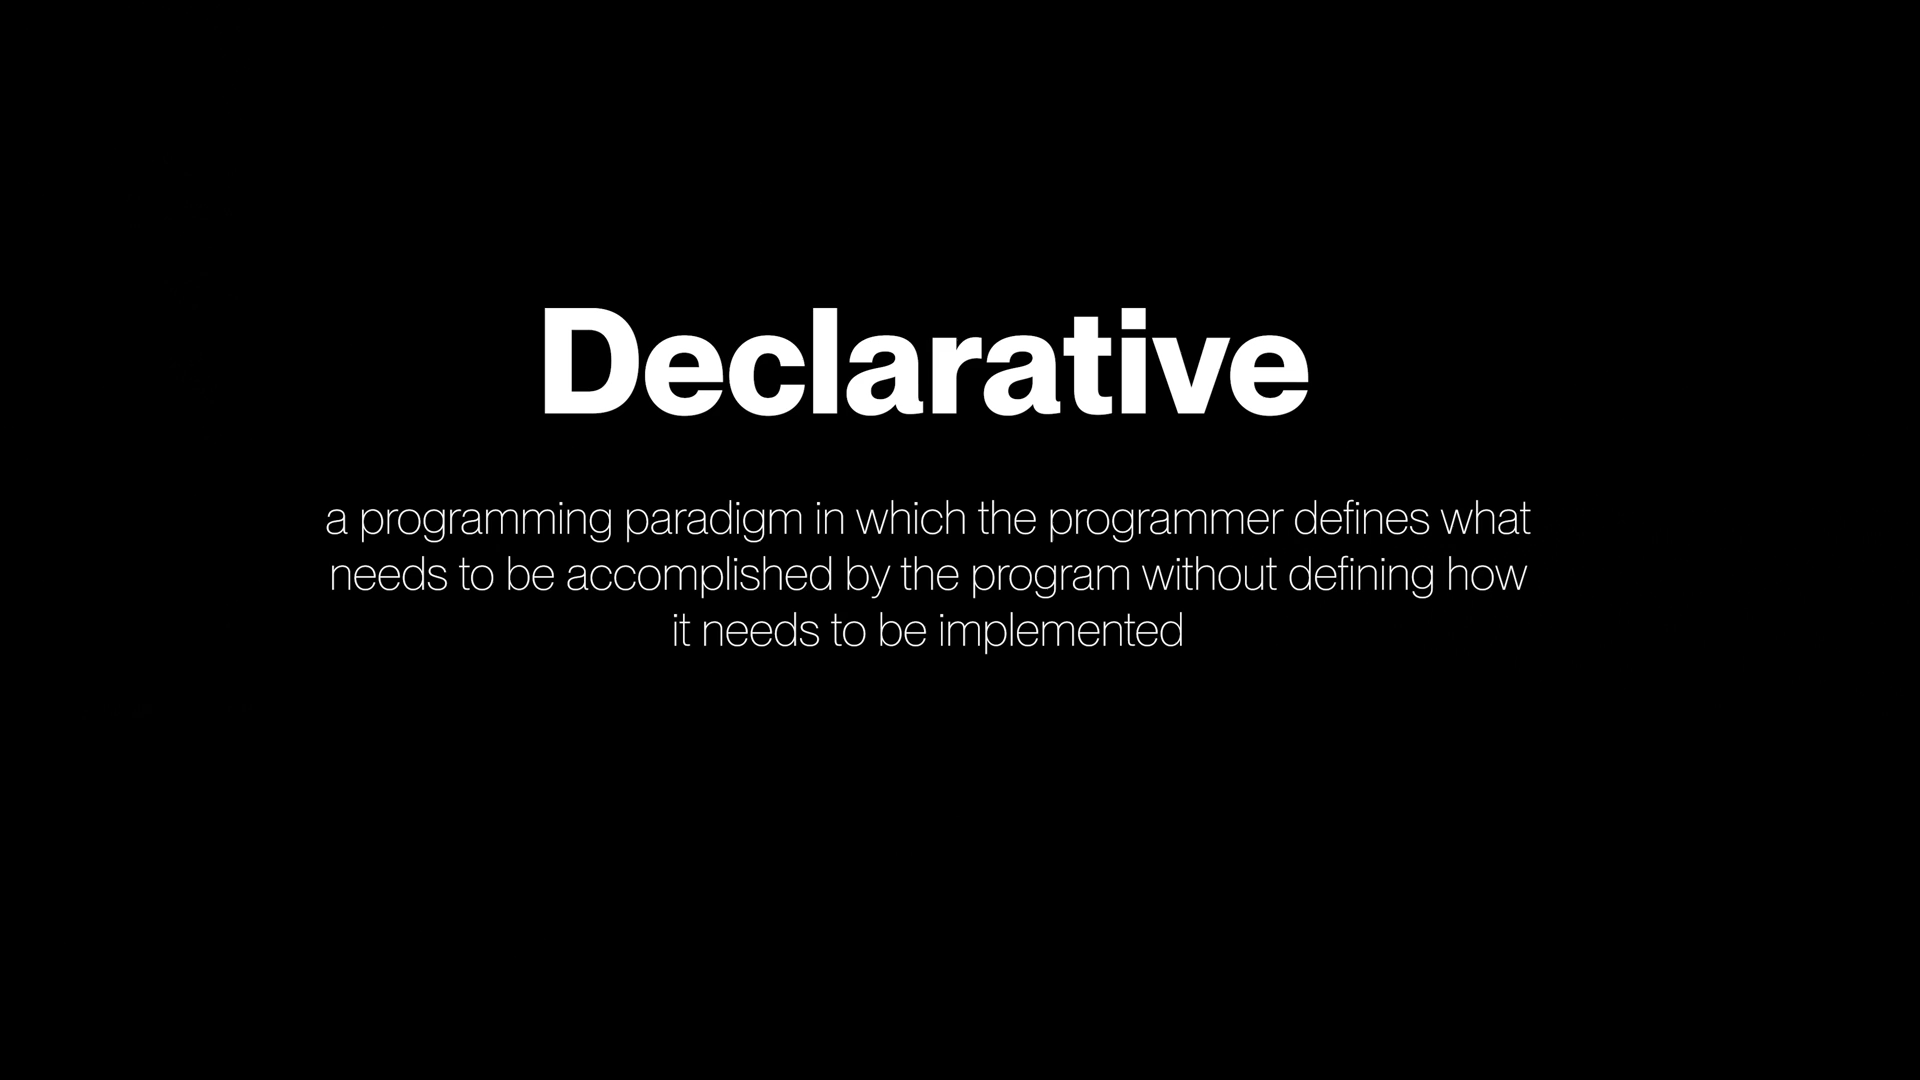 Declarative
a programming paradigm in which the programmer defines what
needs to be accomplished by the program without defining how
it needs to be implemented